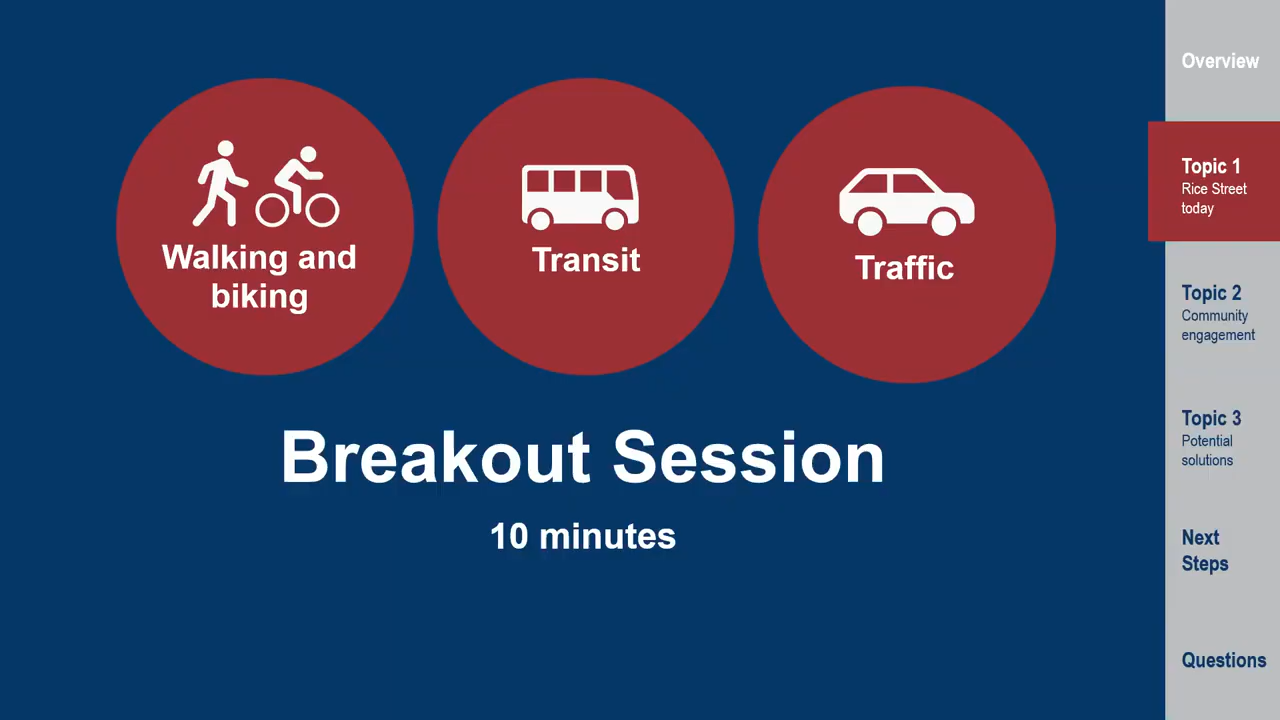 Walking and
biking
Transit
Traffic
Breakout Session
10 minutes
Overview
Topic 1
Rice Street
today
Topic 2
Community
engagement
Topic 3
Potential
solutions
Next
Steps
Questions